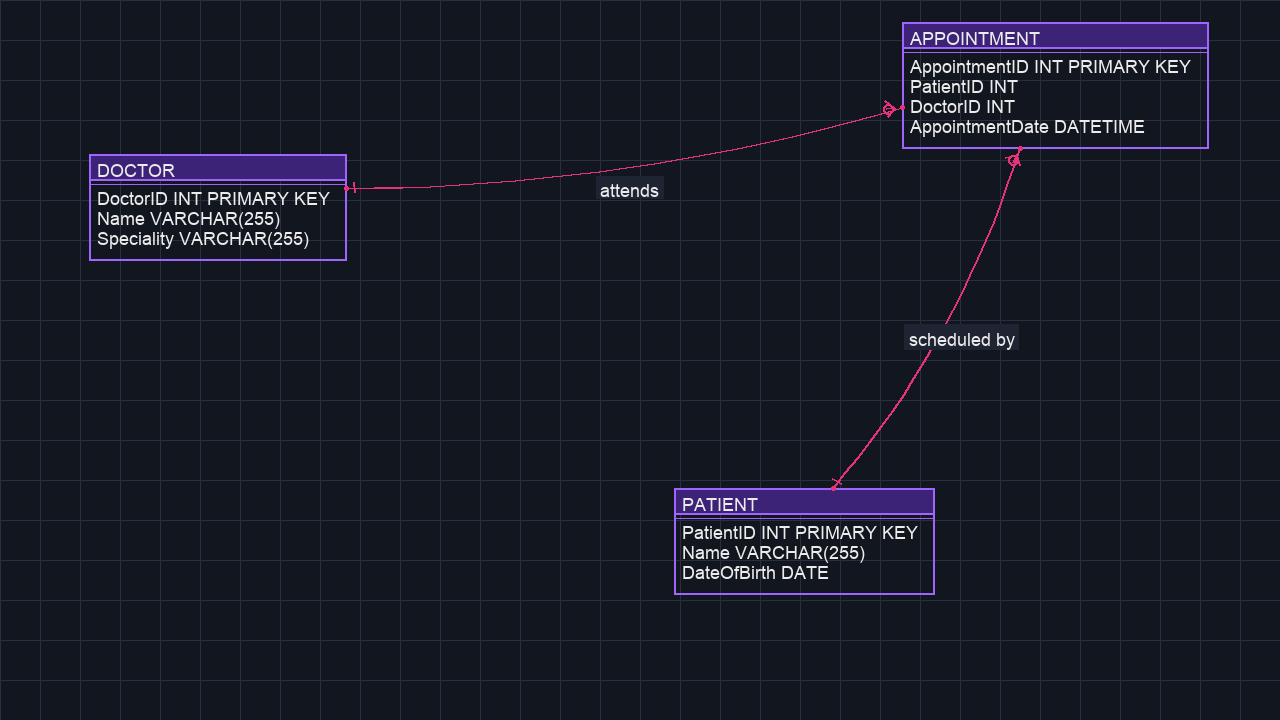 APPOINTMENT
AppointmentID INT PRIMARY KEY
PatientID INT
DoctorID INT
AppointmentDate DATETIME
DOCTOR
DoctorID INT PRIMARY KEY
Name VARCHAR(255)
Speciality VARCHAR(255)
attends
scheduled by
PATIENT
PatientID INT PRIMARY KEY
Name VARCHAR(255)
DateOfBirth DATE